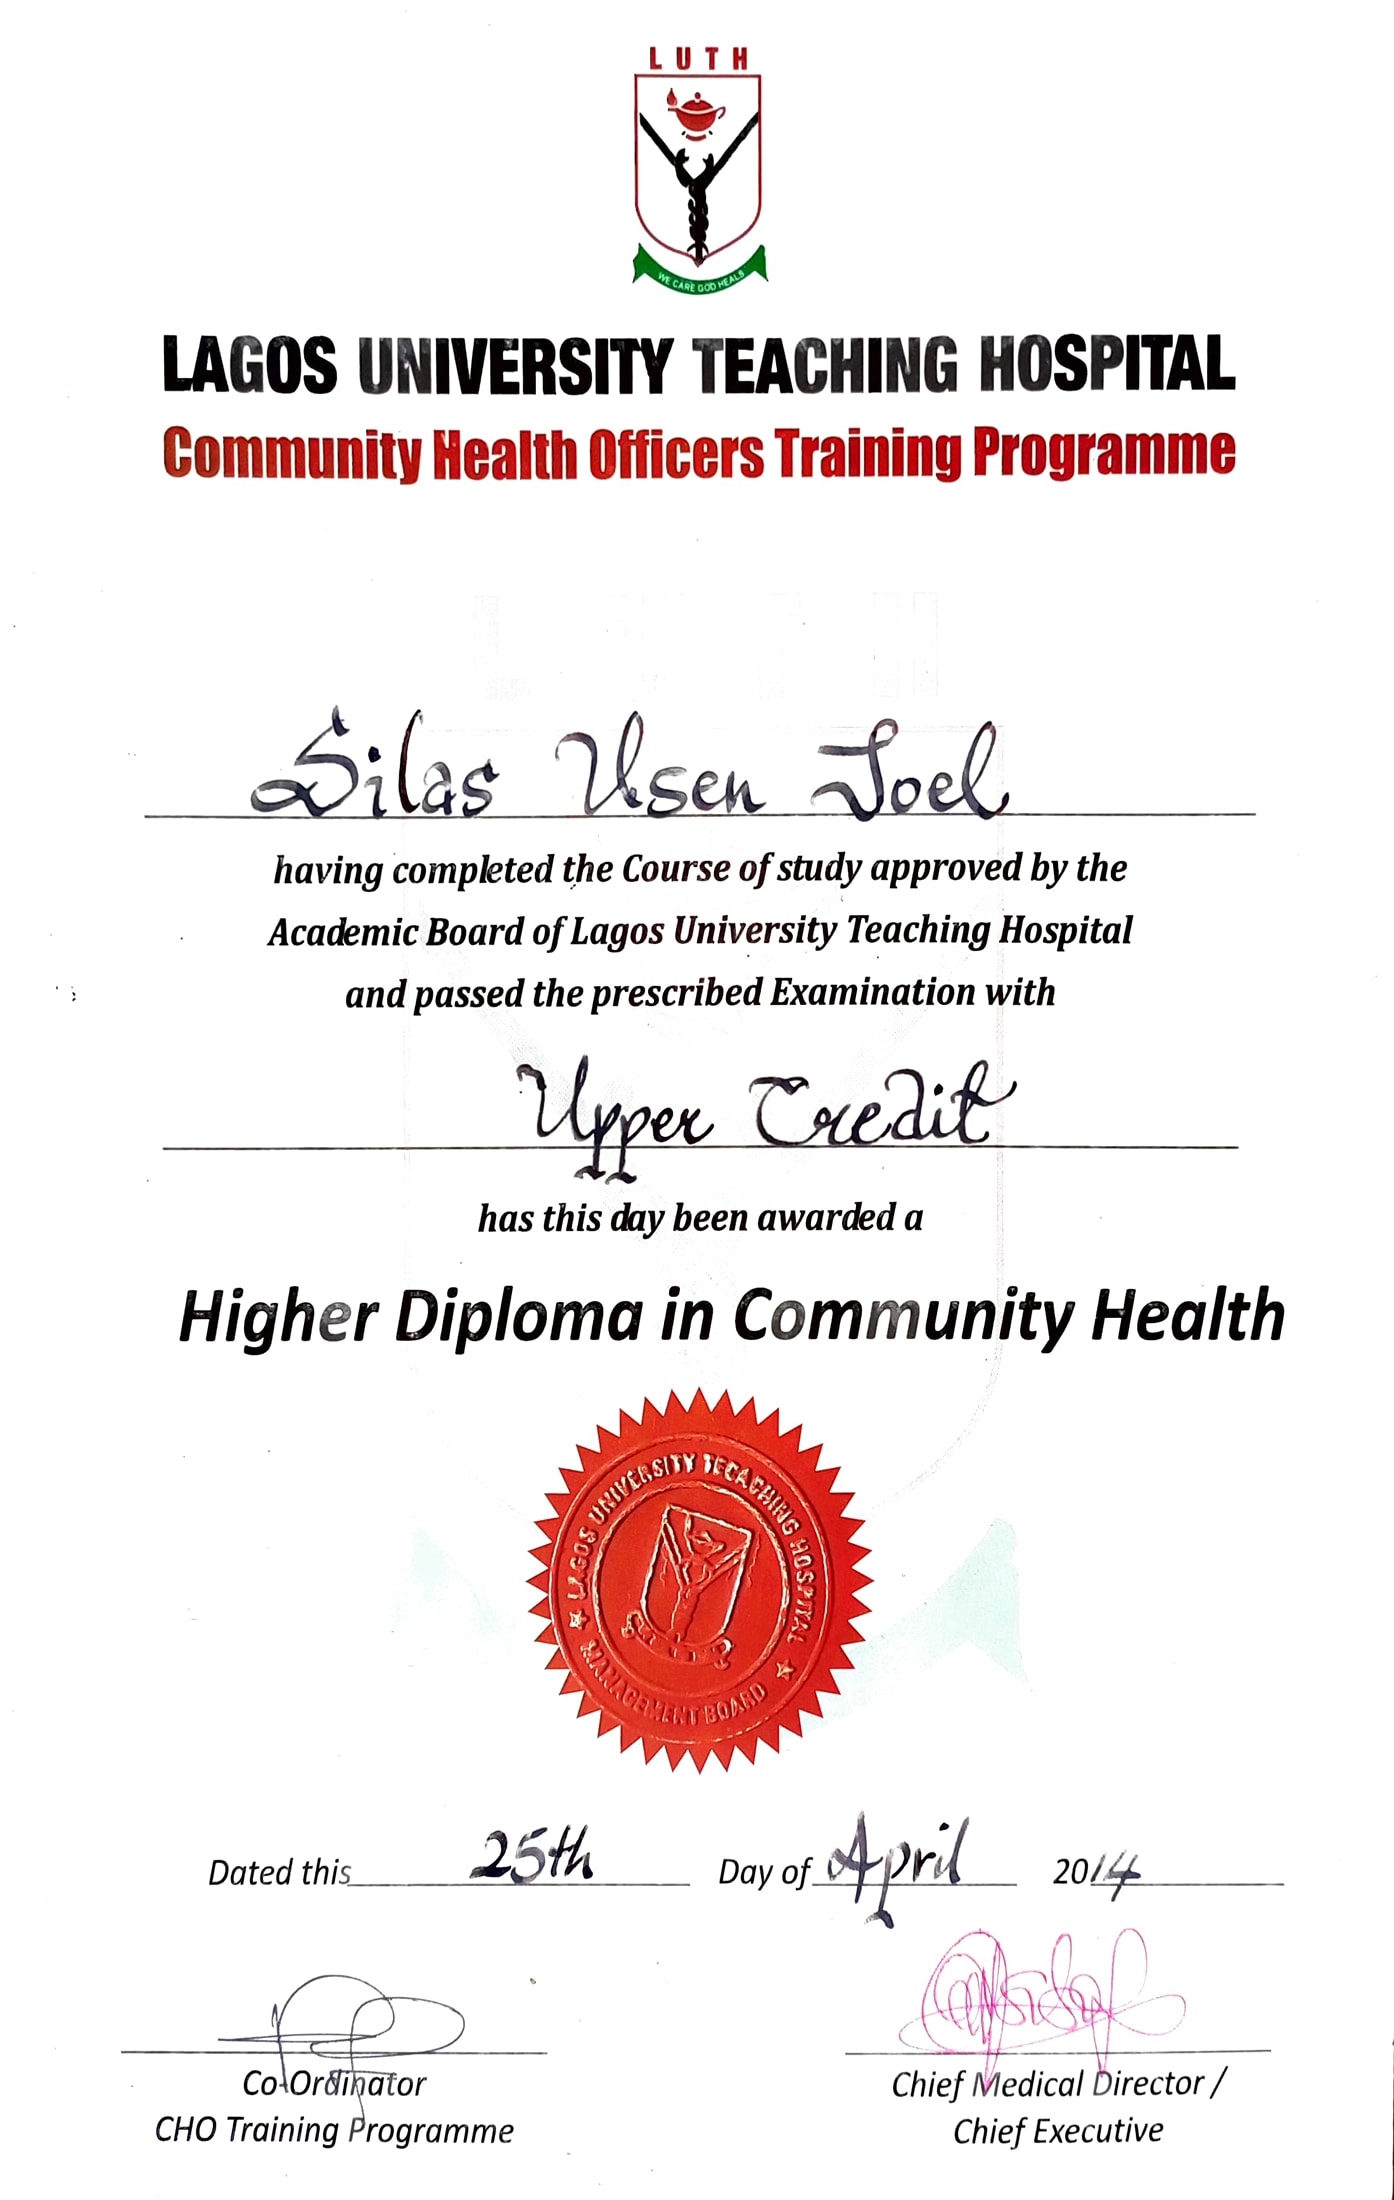 LUTH
WE CARE GOD HEALS
LAGOS UNIVERSITY TEACHING HOSPITAL
Community Health Officers Training Programme
Silas Usen Joel
having completed the Course of study approved by the
Academic Board of Lagos University Teaching Hospital
and passed the prescribed Examination with
Upper Credit
has this day been awarded a
Higher Diploma in Community Health
LAGOS UNIVERSITY TECACHING HOSPITAL
MANAGEMENT BOARD
Dated this 25th Day of April 2014
Co-Ordinator
CHO Training Programme
Chief Medical Director /
Chief Executive